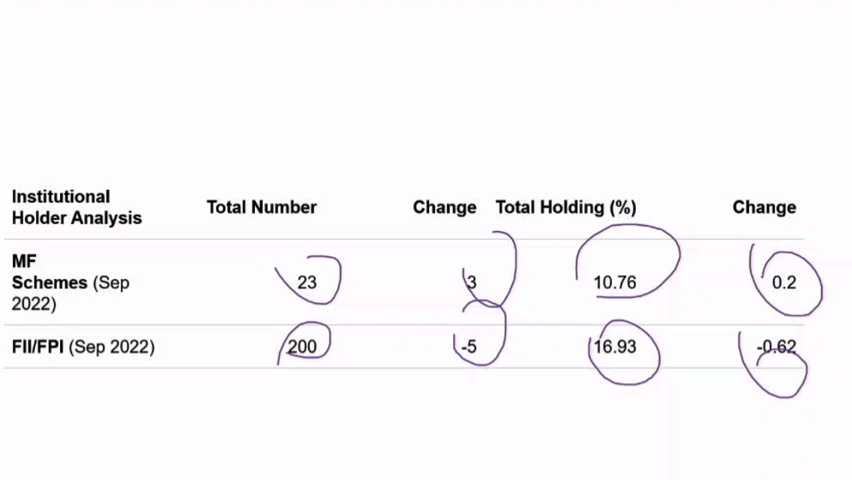 Institutional
Holder Analysis Total Number Change Total Holding (%) Change
MF
Schemes (Sep
2022) 23 3 10.76 0.2
FII/FPI (Sep 2022) 200 -5 16.93 -0.62